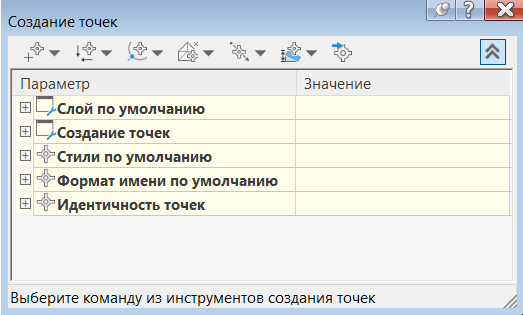 Создание точек
Параметр Значение
Слой по умолчанию
Создание точек
Стили по умолчанию
Формат имени по умолчанию
Идентичность точек
Выберите команду из инструментов создания точек